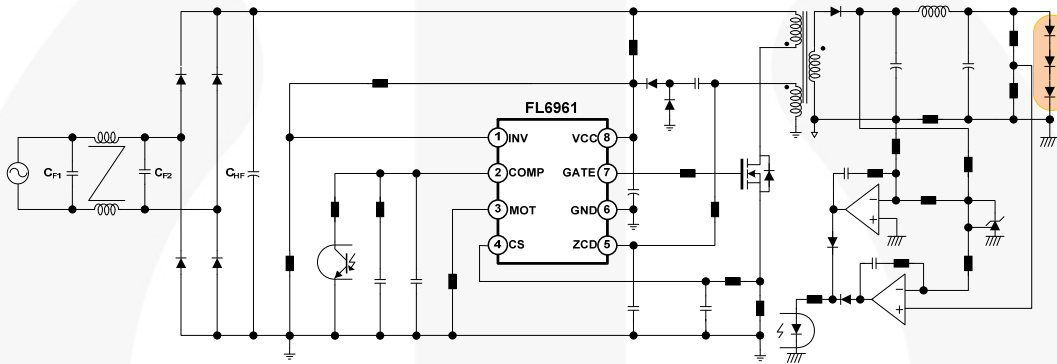 FL6961
1 INV
2 COMP
3 MOT
4 CS
VCC 8
GATE 7
GND 6
ZCD 5
CF1
CF2
CHF